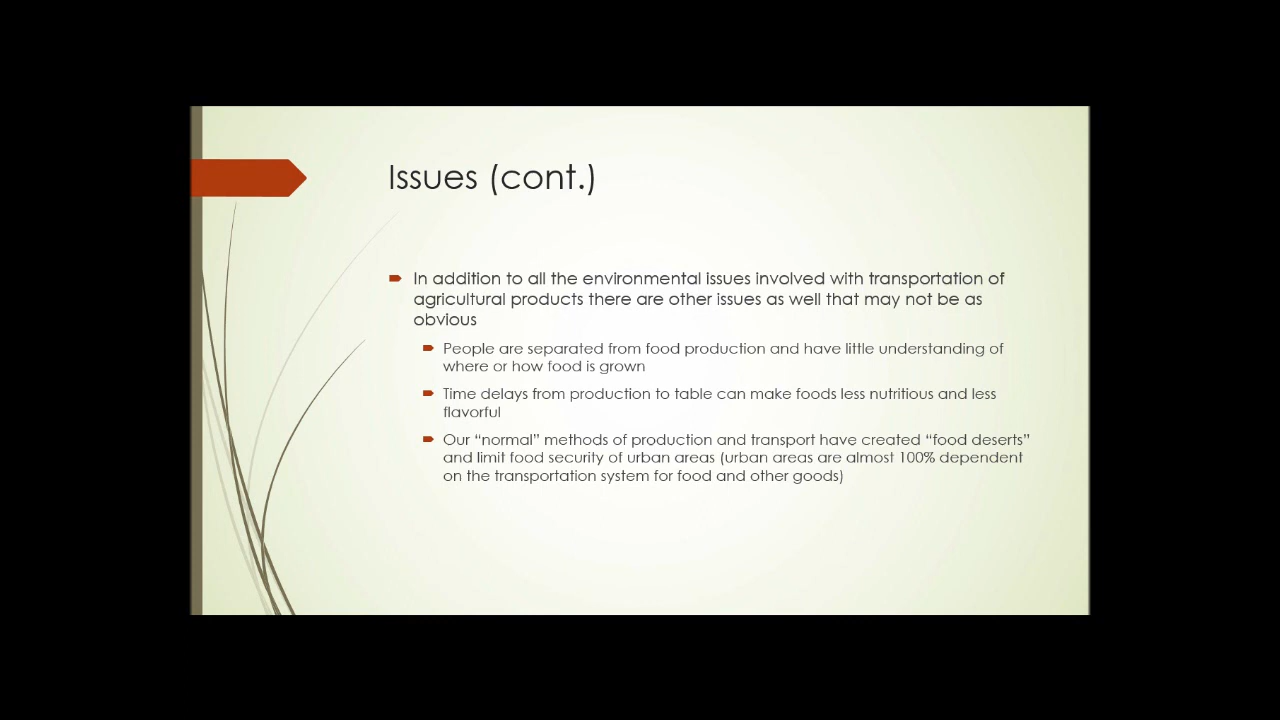 Issues (cont.)
In addition to all the environmental issues involved with transportation of
agricultural products there are other issues as well that may not be as
obvious
People are separated from food production and have little understanding of
where or how food is grown
Time delays from production to table can make foods less nutritious and less
flavorful
Our “normal” methods of production and transport have created “food deserts”
and limit food security of urban areas (urban areas are almost 100% dependent
on the transportation system for food and other goods)